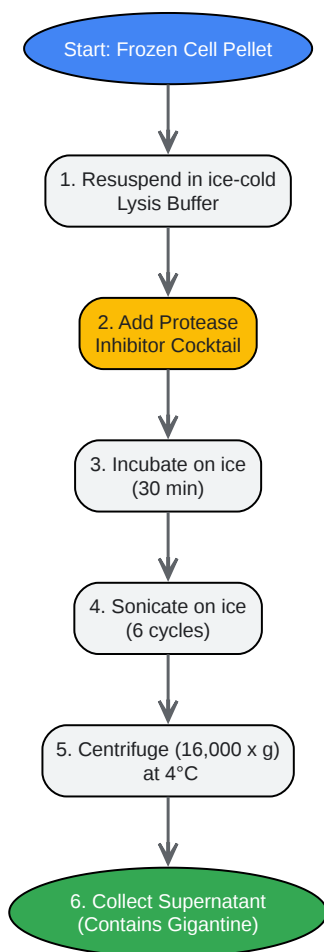 Start: Frozen Cell Pellet
1. Resuspend in ice-cold
Lysis Buffer
2. Add Protease
Inhibitor Cocktail
3. Incubate on ice
(30 min)
4. Sonicate on ice
(6 cycles)
5. Centrifuge (16,000 x g)
at 4°C
6. Collect Supernatant
(Contains Gigantine)